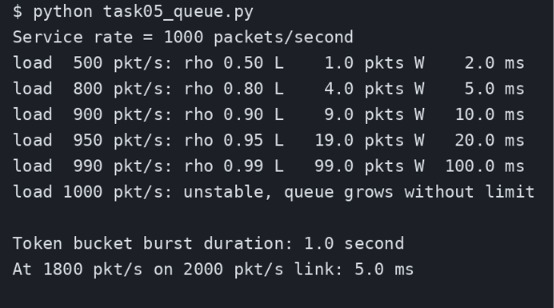 $ python task05_queue.py
Service rate = 1000 packets/second
load  500 pkt/s: rho 0.50 L    1.0 pkts W    2.0 ms
load  800 pkt/s: rho 0.80 L    4.0 pkts W    5.0 ms
load  900 pkt/s: rho 0.90 L    9.0 pkts W   10.0 ms
load  950 pkt/s: rho 0.95 L   19.0 pkts W   20.0 ms
load  990 pkt/s: rho 0.99 L   99.0 pkts W  100.0 ms
load 1000 pkt/s: unstable, queue grows without limit

Token bucket burst duration: 1.0 second
At 1800 pkt/s on 2000 pkt/s link: 5.0 ms